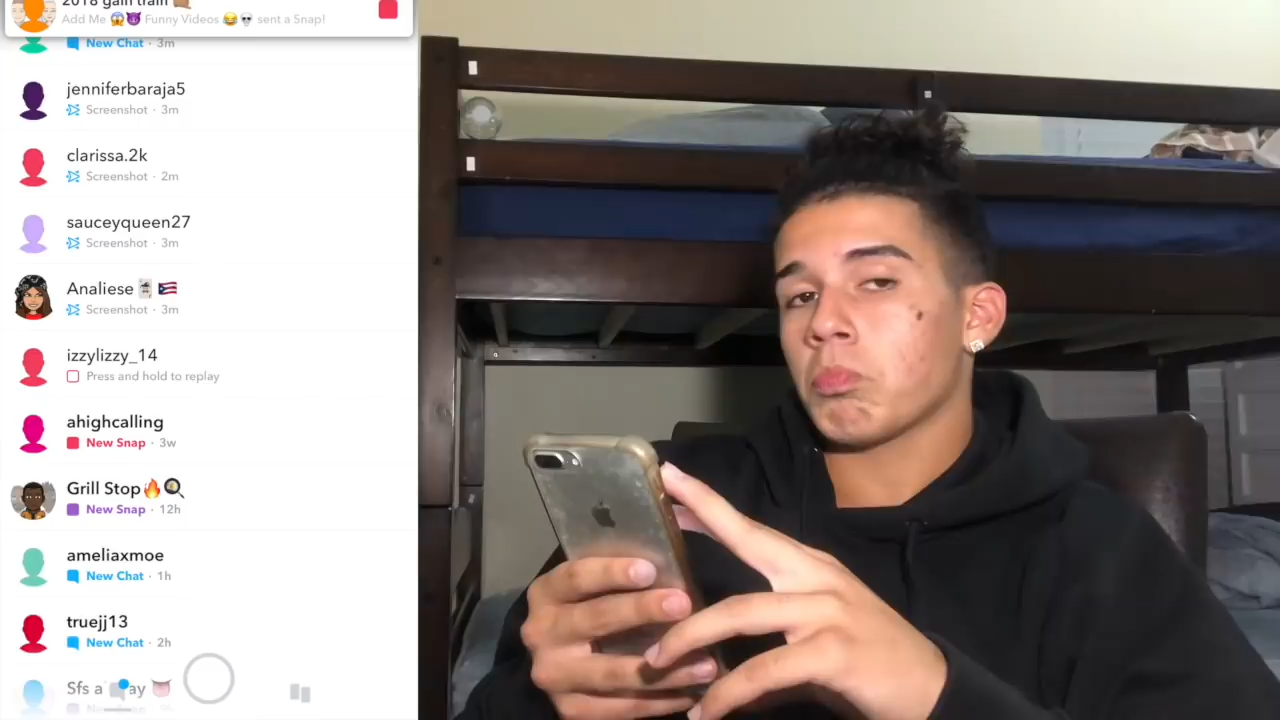 2018 gain train
Add Me 😱😈 Funny Videos 😂💀 sent a Snap!
New Chat · 3m
jenniferbaraja5
Screenshot · 3m
clarissa.2k
Screenshot · 2m
sauceyqueen27
Screenshot · 3m
Analiese 🃏 🇵🇷
Screenshot · 3m
izzylizzy_14
Press and hold to replay
ahighcalling
New Snap · 3w
Grill Stop🔥🍳
New Snap · 12h
ameliaxmoe
New Chat · 1h
truejj13
New Chat · 2h
Sfs a